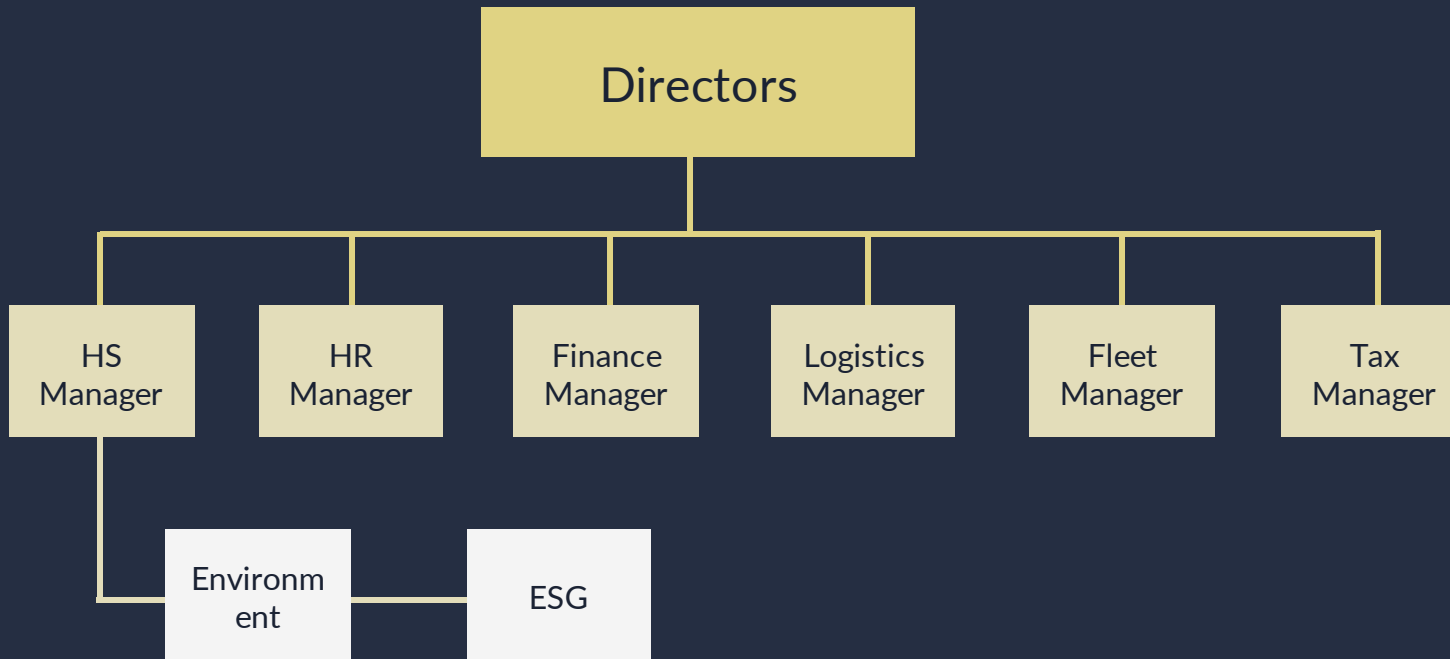 Directors
HS
Manager
HR
Manager
Finance
Manager
Logistics
Manager
Fleet
Manager
Tax
Manager
Environm
ent
ESG